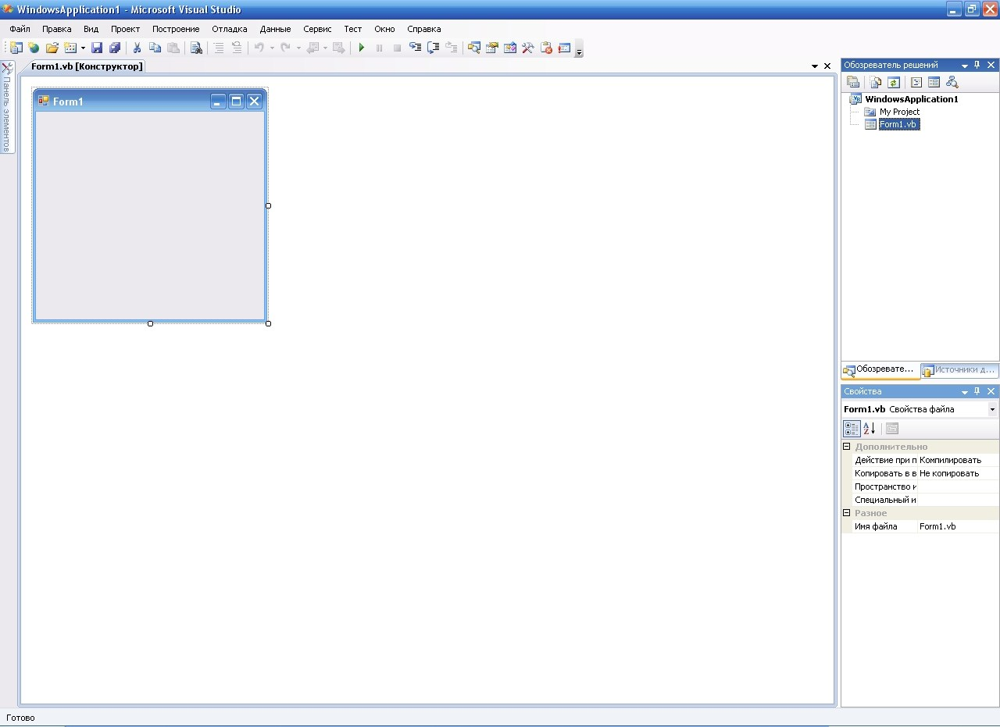 WindowsApplication1 - Microsoft Visual Studio
Файл Правка Вид Проект Построение Отладка Данные Сервис Тест Окно Справка
Панель элементов
Form1.vb [Конструктор]
Form1
Обозреватель решений
WindowsApplication1
My Project
Form1.vb
Обозревате... Источники д...
Свойства
Form1.vb Свойства файла
Дополнительно
Действие при п Компилировать
Копировать в в Не копировать
Пространство и
Специальный и
Разное
Имя файла Form1.vb
Готово